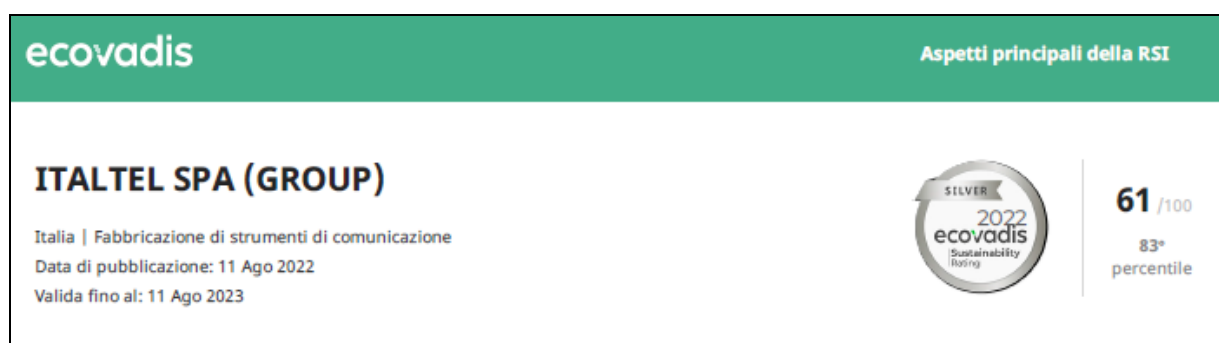 ecovadis
Aspetti principali della RSI
ITALTEL SPA (GROUP)
Italia | Fabbricazione di strumenti di comunicazione
Data di pubblicazione: 11 Ago 2022
Valida fino al: 11 Ago 2023
SILVER
2022
ecovadis
Sustainability
Rating
61 /100
83°
percentile